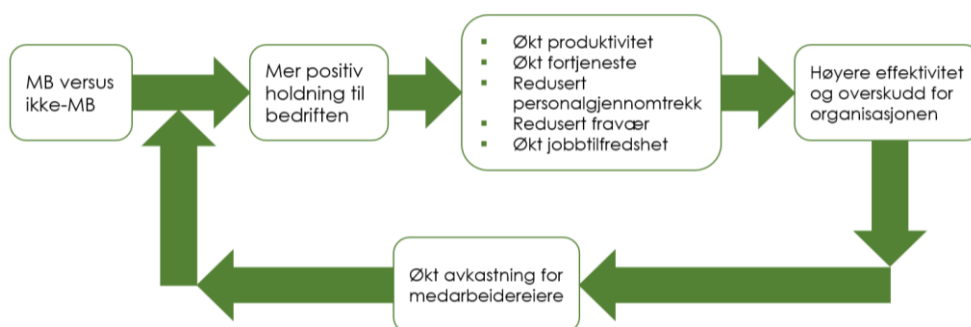 MB versus
ikke-MB
Mer positiv
holdning til
bedriften
▪ Økt produktivitet
▪ Økt fortjeneste
▪ Redusert
personalgjennomtrekk
▪ Redusert fravær
▪ Økt jobbtilfredshet
Høyere effektivitet
og overskudd for
organisasjonen
Økt avkastning for
medarbeidereiere